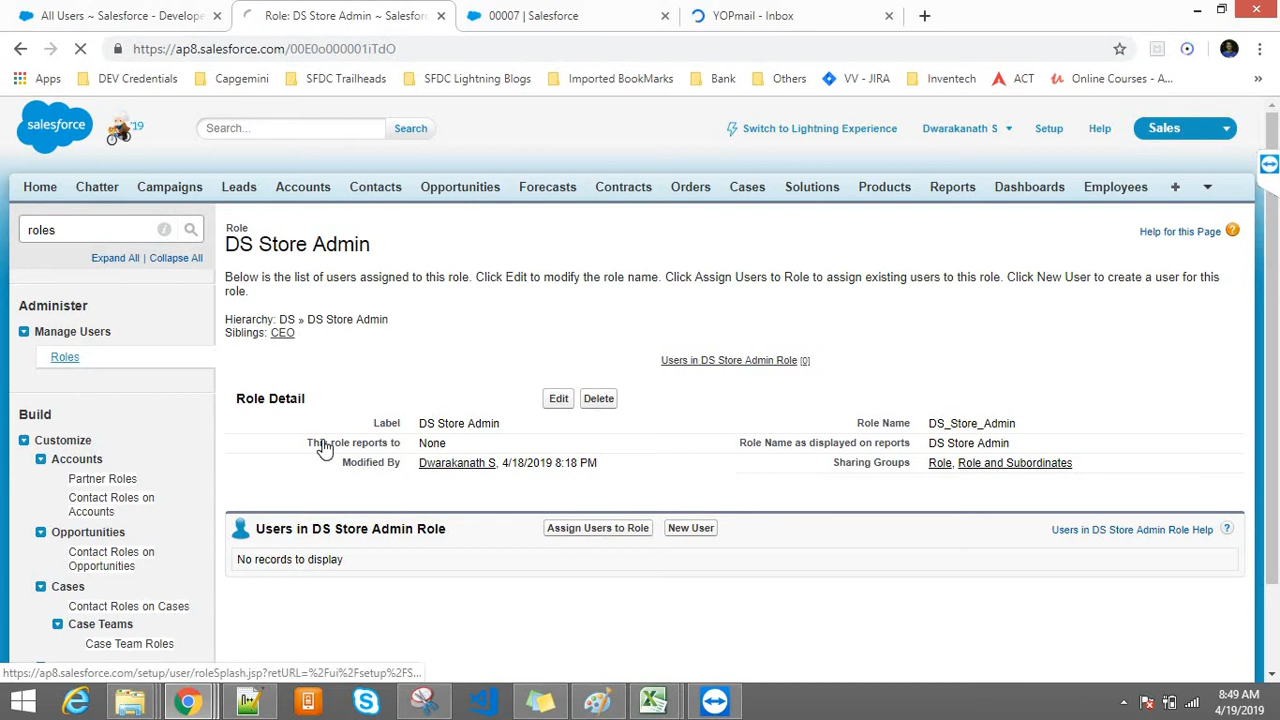 All Users ~ Salesforce - Develope
Role: DS Store Admin ~ Salesfor
00007 | Salesforce
YOPmail - Inbox
https://ap8.salesforce.com/00E0o000001iTdO
Apps
DEV Credentials
Capgemini
SFDC Trailheads
SFDC Lightning Blogs
Imported BookMarks
Bank
Others
VV - JIRA
Inventech
ACT
Online Courses - A...
salesforce
'19
Search...
Search
Switch to Lightning Experience
Dwarakanath S
Setup
Help
Sales
Home
Chatter
Campaigns
Leads
Accounts
Contacts
Opportunities
Forecasts
Contracts
Orders
Cases
Solutions
Products
Reports
Dashboards
Employees
roles
Expand All | Collapse All
Administer
Manage Users
Roles
Build
Customize
Accounts
Partner Roles
Contact Roles on
Accounts
Opportunities
Contact Roles on
Opportunities
Cases
Contact Roles on Cases
Case Teams
Case Team Roles
Role
DS Store Admin
Help for this Page
Below is the list of users assigned to this role. Click Edit to modify the role name. Click Assign Users to Role to assign existing users to this role. Click New User to create a user for this
role.
Hierarchy: DS » DS Store Admin
Siblings: CEO
Users in DS Store Admin Role [0]
Role Detail
Edit
Delete
Label DS Store Admin
Role Name DS_Store_Admin
This role reports to None
Role Name as displayed on reports DS Store Admin
Modified By Dwarakanath S, 4/18/2019 8:18 PM
Sharing Groups Role, Role and Subordinates
Users in DS Store Admin Role
Assign Users to Role
New User
Users in DS Store Admin Role Help ?
No records to display
https://ap8.salesforce.com/setup/user/roleSplash.jsp?retURL=%2Fui%2Fsetup%2FS...
8:49 AM
4/19/2019